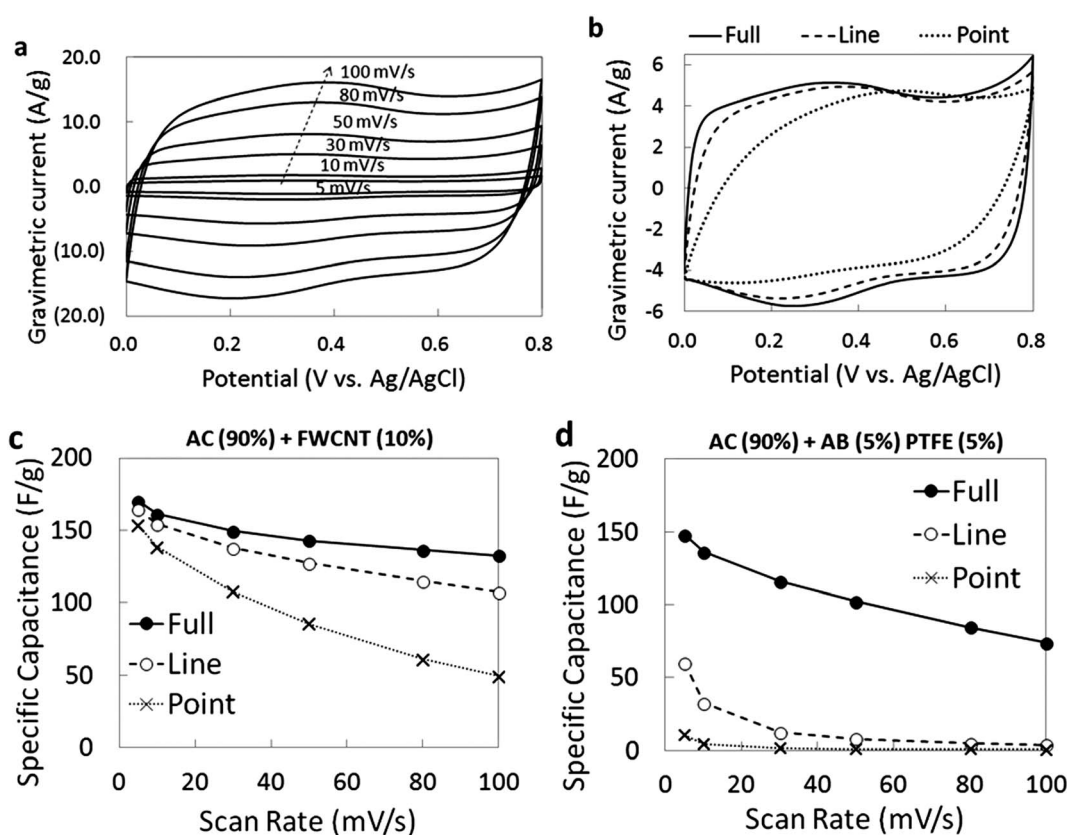 a
20.0
10.0
0.0
(10.0)
(20.0)
Gravimetric current (A/g)
100 mV/s
80 mV/s
50 mV/s
30 mV/s
10 mV/s
5 mV/s
0.0 0.2 0.4 0.6 0.8
Potential (V vs. Ag/AgCl)
b
Full Line Point
6
4
2
0
-2
-4
-6
Gravimetric current (A/g)
0.0 0.2 0.4 0.6 0.8
Potential (V vs. Ag/AgCl)
c
AC (90%) + FWCNT (10%)
200
150
100
50
0
Specific Capacitance (F/g)
Full
Line
Point
0 20 40 60 80 100
Scan Rate (mV/s)
d
AC (90%) + AB (5%) PTFE (5%)
200
150
100
50
0
Specific Capacitance (F/g)
Full
Line
Point
0 20 40 60 80 100
Scan Rate (mV/s)